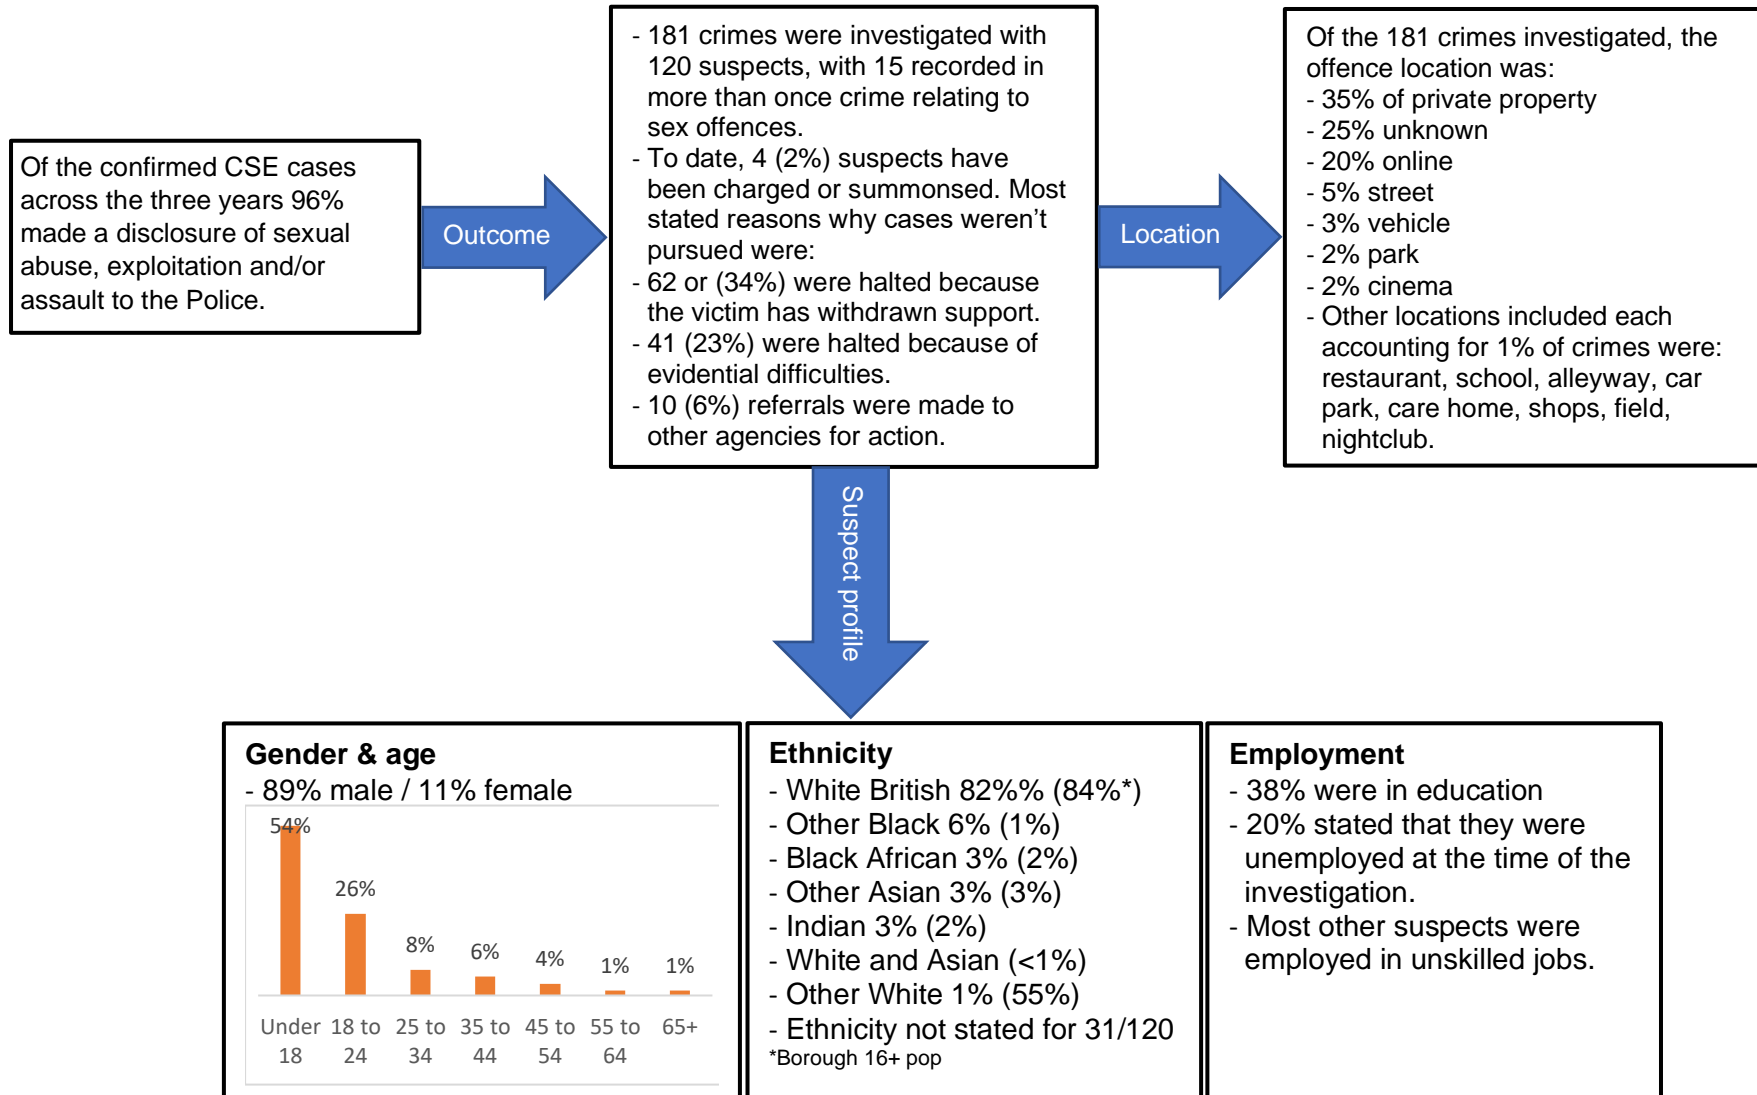 Of the confirmed CSE cases
across the three years 96%
made a disclosure of sexual
abuse, exploitation and/or
assault to the Police.
Outcome
- 181 crimes were investigated with
120 suspects, with 15 recorded in
more than once crime relating to
sex offences.
- To date, 4 (2%) suspects have
been charged or summonsed. Most
stated reasons why cases weren't
pursued were:
- 62 or (34%) were halted because
the victim has withdrawn support.
- 41 (23%) were halted because of
evidential difficulties.
- 10 (6%) referrals were made to
other agencies for action.
Location
Of the 181 crimes investigated, the
offence location was:
- 35% of private property
- 25% unknown
- 20% online
- 5% street
- 3% vehicle
- 2% park
- 2% cinema
- Other locations included each
accounting for 1% of crimes were:
restaurant, school, alleyway, car
park, care home, shops, field,
nightclub.
Suspect profile
Gender & age
- 89% male / 11% female
54%
26%
8%
6%
4%
1%
1%
Under 18
18 to 24
25 to 34
35 to 44
45 to 54
55 to 64
65+
Ethnicity
- White British 82%% (84%*)
- Other Black 6% (1%)
- Black African 3% (2%)
- Other Asian 3% (3%)
- Indian 3% (2%)
- White and Asian (<1%)
- Other White 1% (55%)
- Ethnicity not stated for 31/120
*Borough 16+ pop
Employment
- 38% were in education
- 20% stated that they were
unemployed at the time of the
investigation.
- Most other suspects were
employed in unskilled jobs.